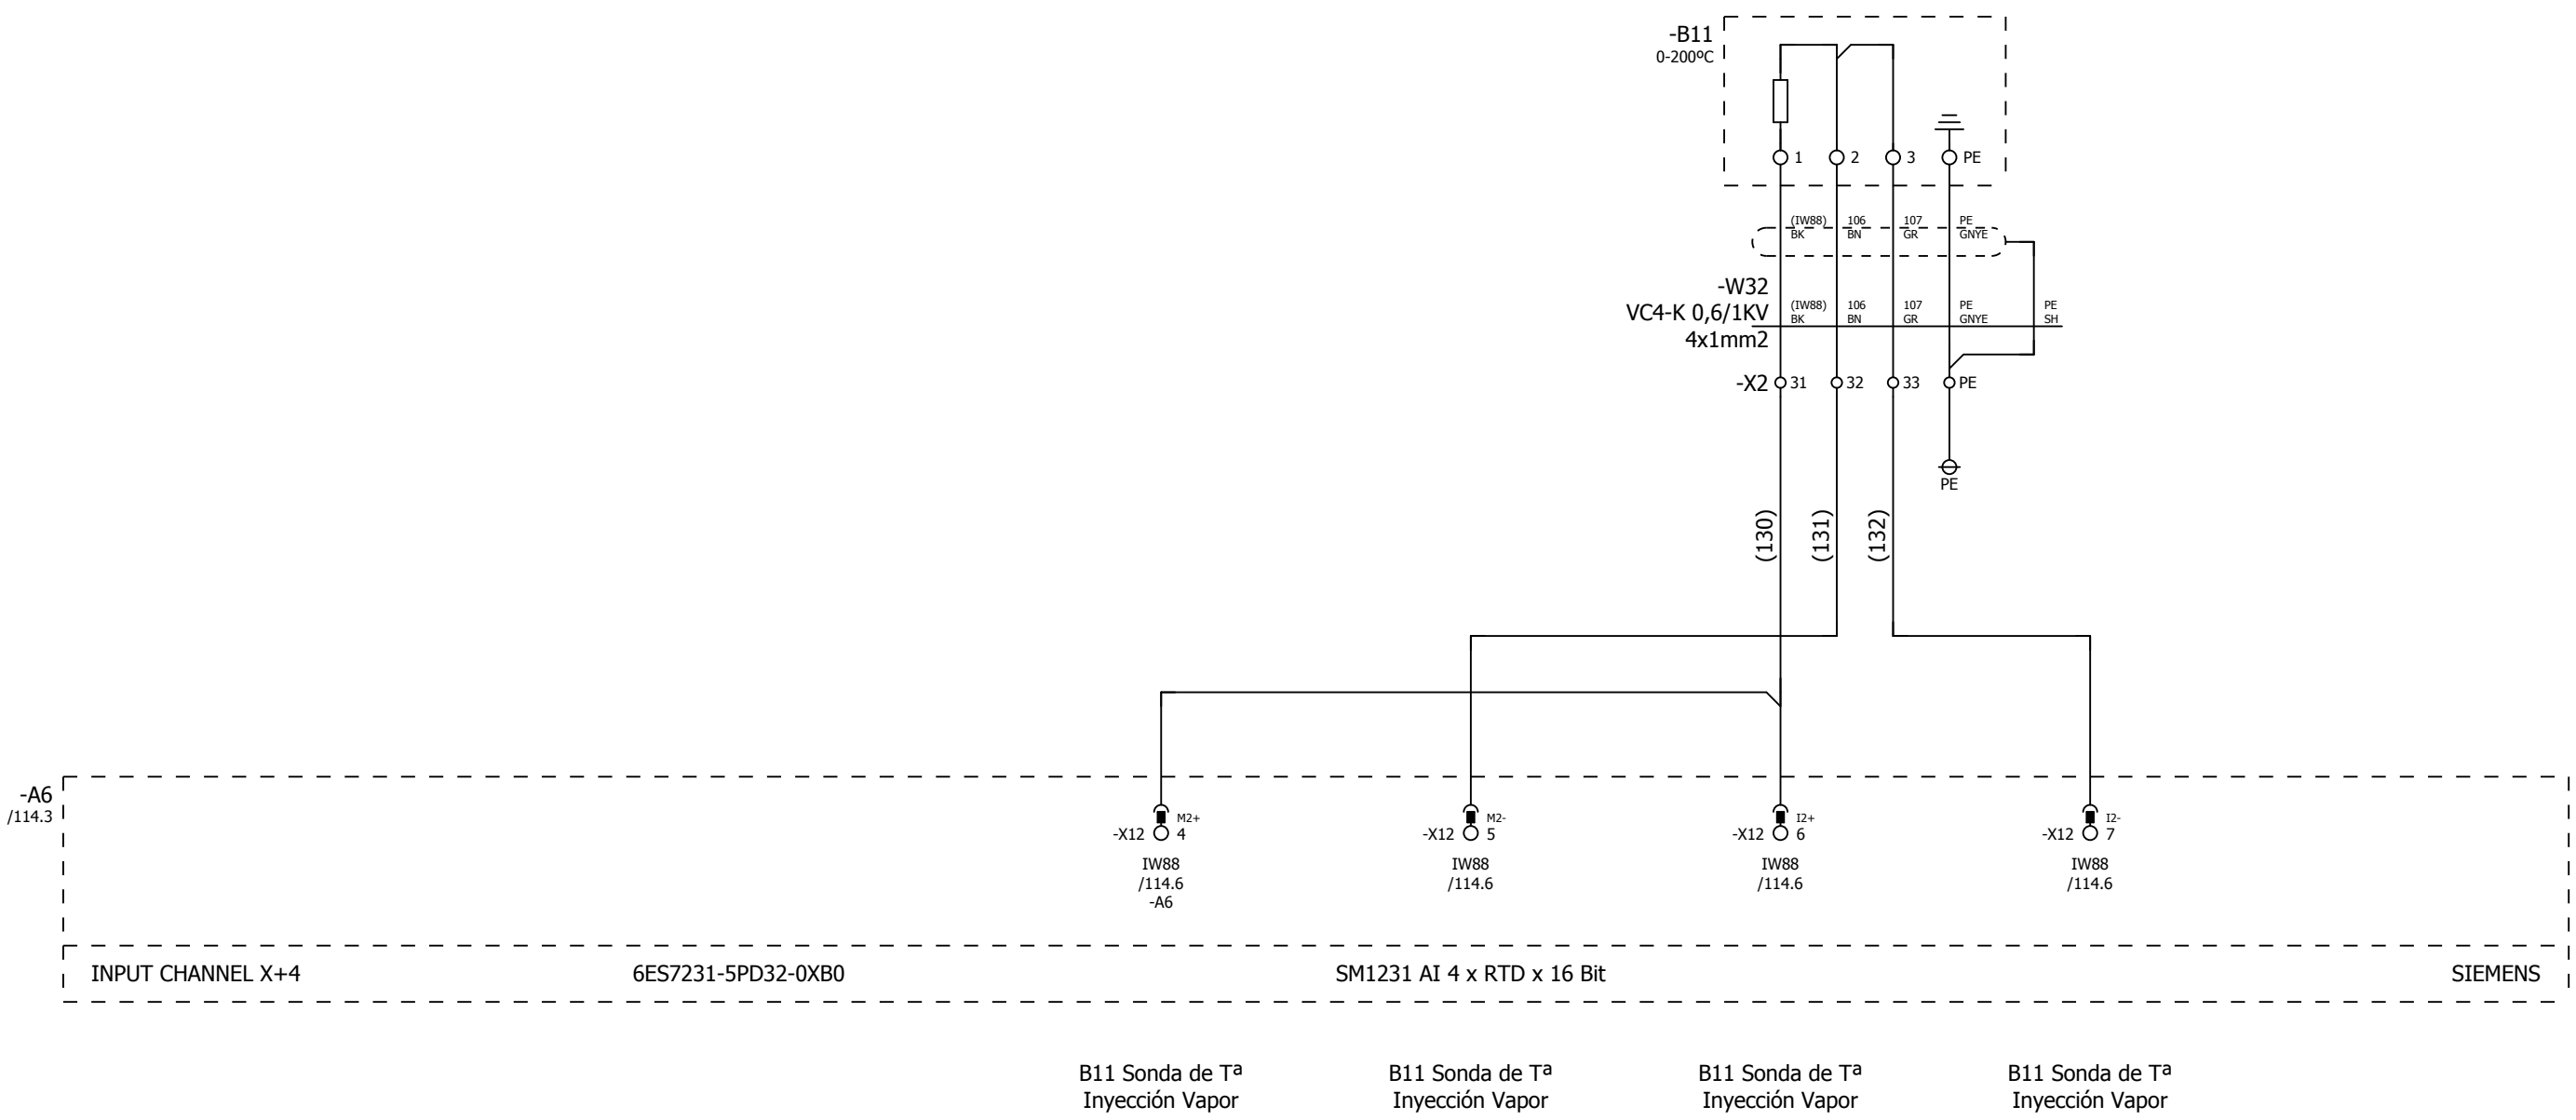 -B11
0-200ºC
1 2 3 PE
(IW88) 106 107 PE
BK BN GR GNYE
-W32
VC4-K 0,6/1KV
4x1mm2
(IW88) 106 107 PE PE
BK BN GR GNYE SH
-X2 31 32 33 PE
PE
(130) (131) (132)
-A6
/114.3
M2+ M2- I2+ I2-
-X12 4 -X12 5 -X12 6 -X12 7
IW88 IW88 IW88 IW88
/114.6 /114.6 /114.6 /114.6
-A6
INPUT CHANNEL X+4 6ES7231-5PD32-0XB0 SM1231 AI 4 x RTD x 16 Bit SIEMENS
B11 Sonda de Tª B11 Sonda de Tª B11 Sonda de Tª B11 Sonda de Tª
Inyección Vapor Inyección Vapor Inyección Vapor Inyección Vapor